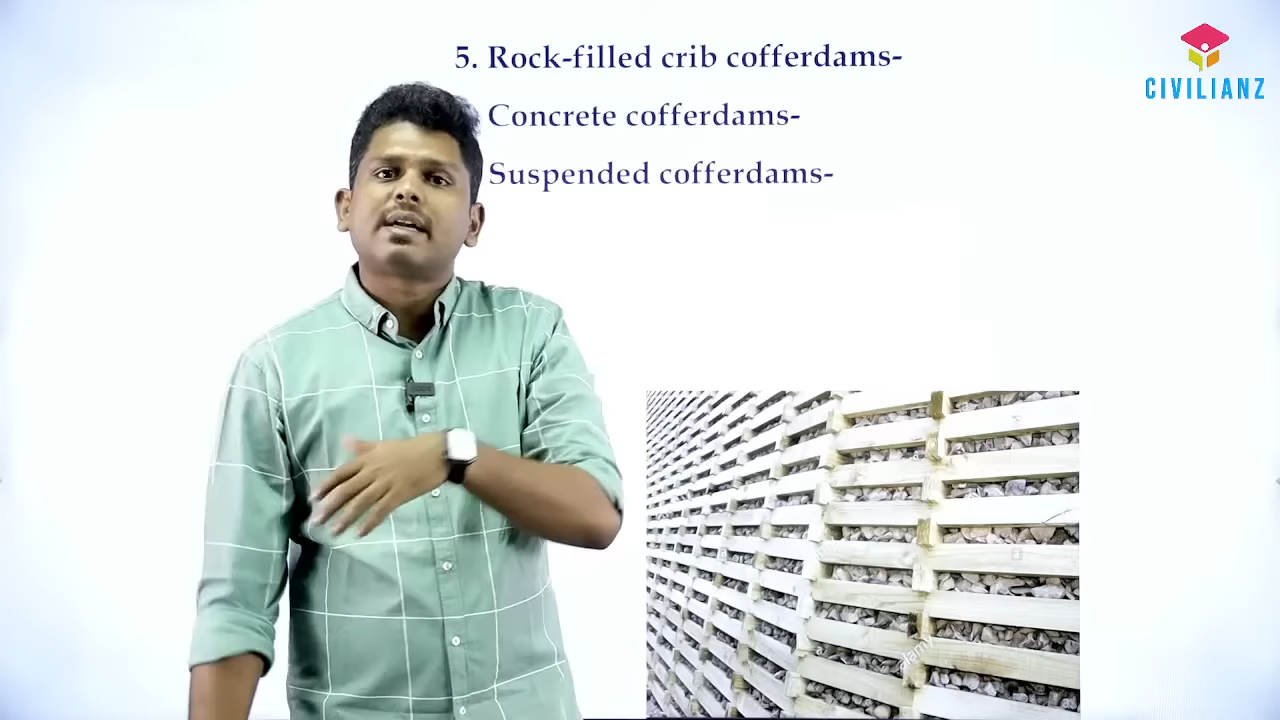 5. Rock-filled crib cofferdams-
Concrete cofferdams-
Suspended cofferdams-
CIVILIANZ